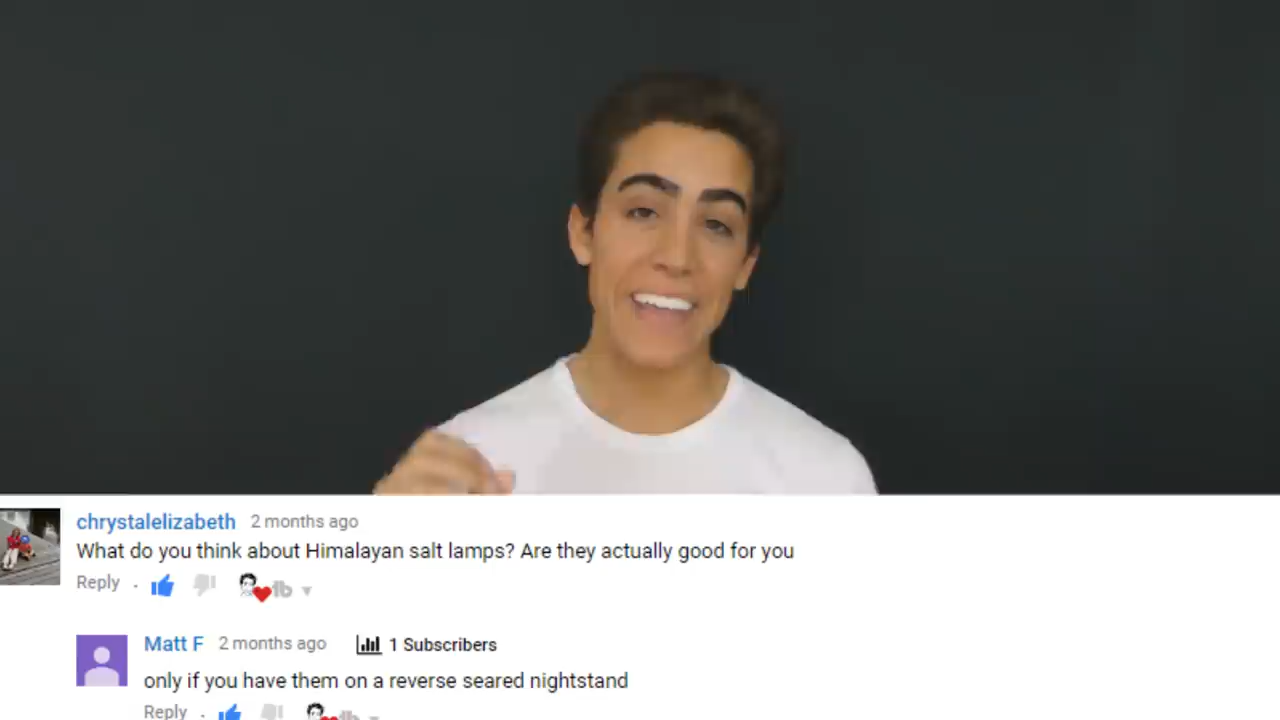 chrystalelizabeth 2 months ago
What do you think about Himalayan salt lamps? Are they actually good for you
Reply .
Matt F 2 months ago 1 Subscribers
only if you have them on a reverse seared nightstand
Reply .